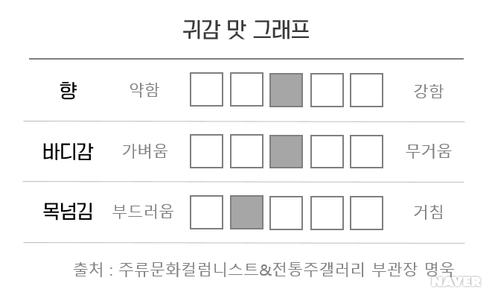 귀감 맛 그래프
향 약함 강함
바디감 가벼움 무거움
목넘김 부드러움 거침
출처 : 주류문화컬럼니스트&전통주갤러리 부관장 명욱
NAVER